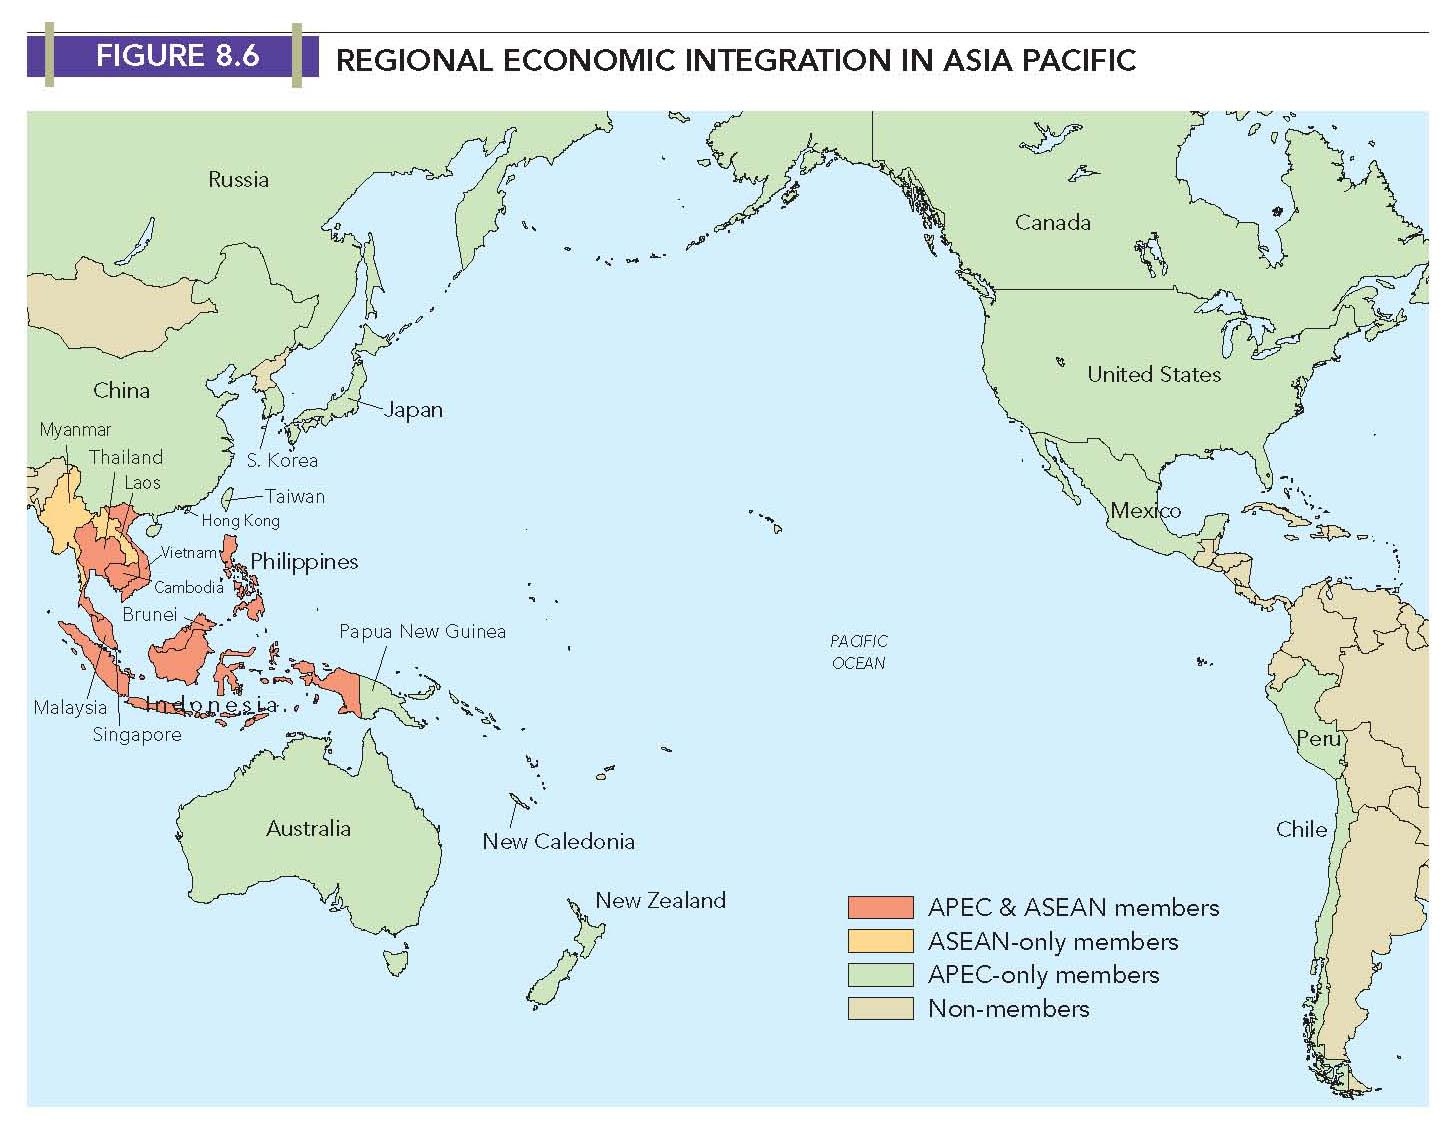 FIGURE 8.6
REGIONAL ECONOMIC INTEGRATION IN ASIA PACIFIC
Russia
Canada
China
United States
Japan
Myanmar
Thailand
S. Korea
Laos
Taiwan
Mexico
Hong Kong
Vietnam
Philippines
Cambodia
Brunei
Papua New Guinea
PACIFIC
OCEAN
Malaysia
Indonesia
Singapore
Peru
Australia
Chile
New Caledonia
New Zealand
APEC & ASEAN members
ASEAN-only members
APEC-only members
Non-members